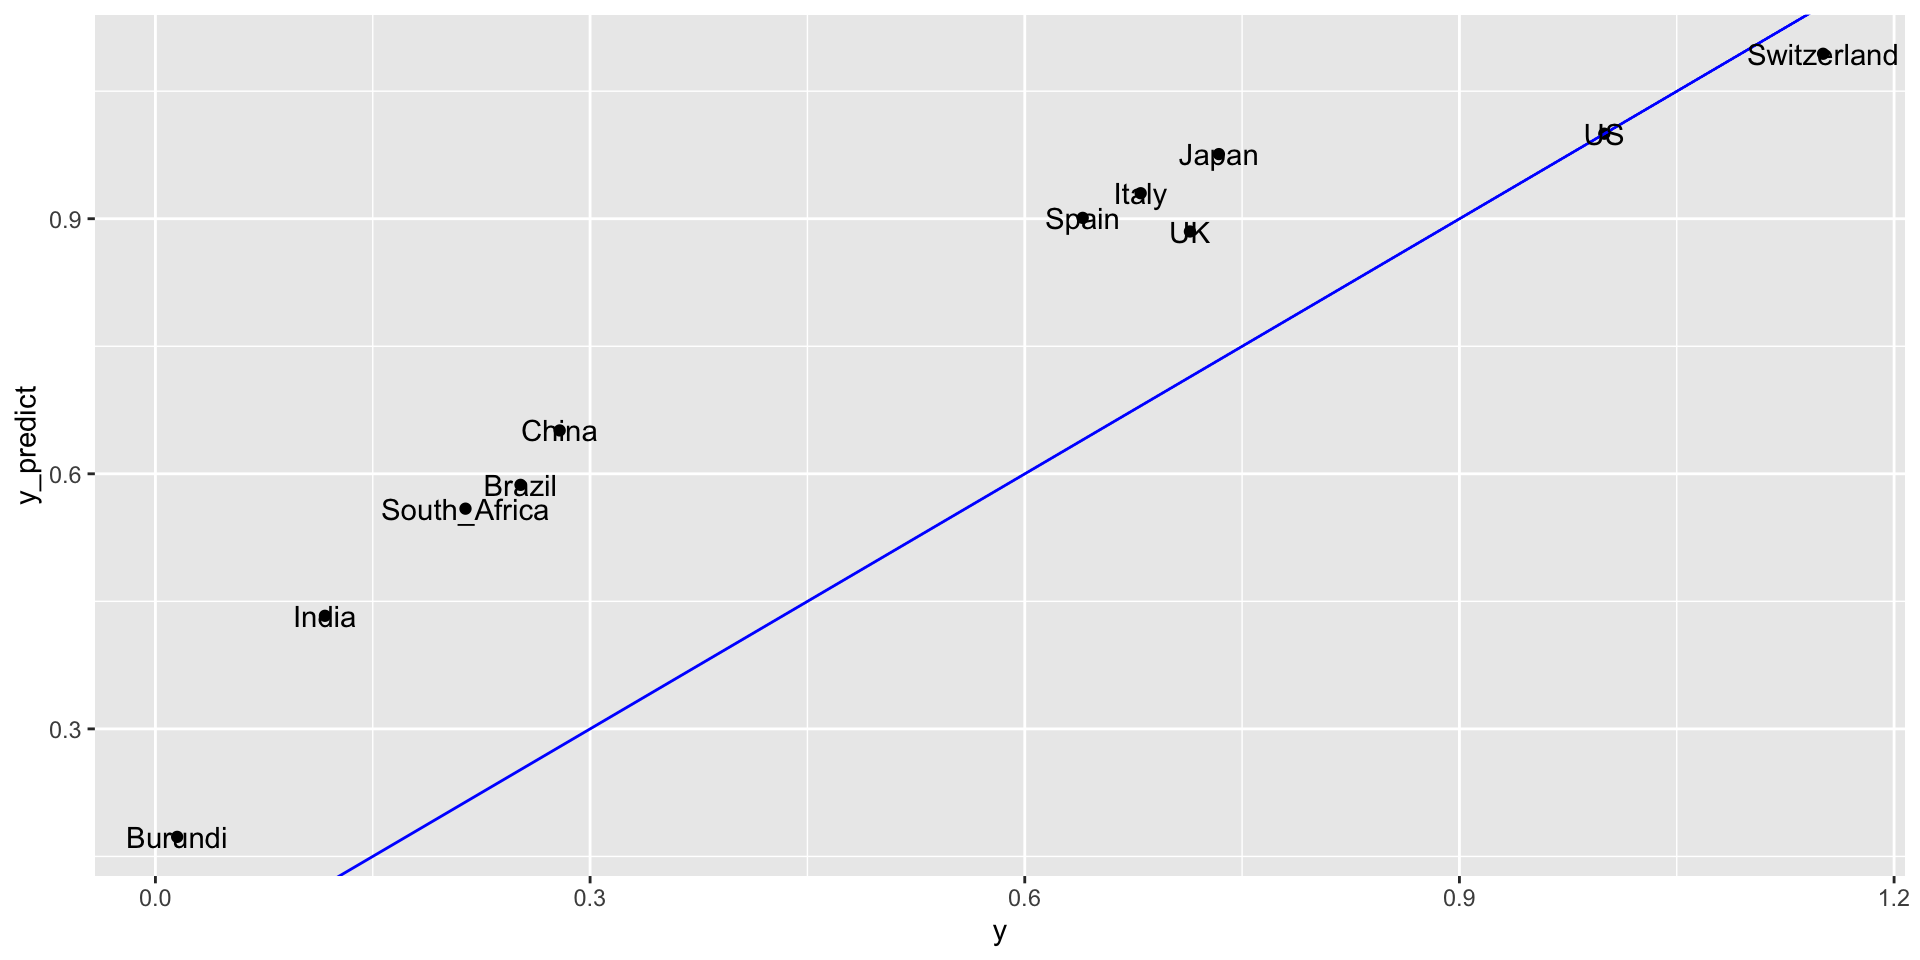 Switzerland
US
Japan
Italy
Spain
UK
China
Brazil
South_Africa
India
Burundi
0.9
0.6
0.3
y_predict
0.0
0.3
0.6
0.9
1.2
y